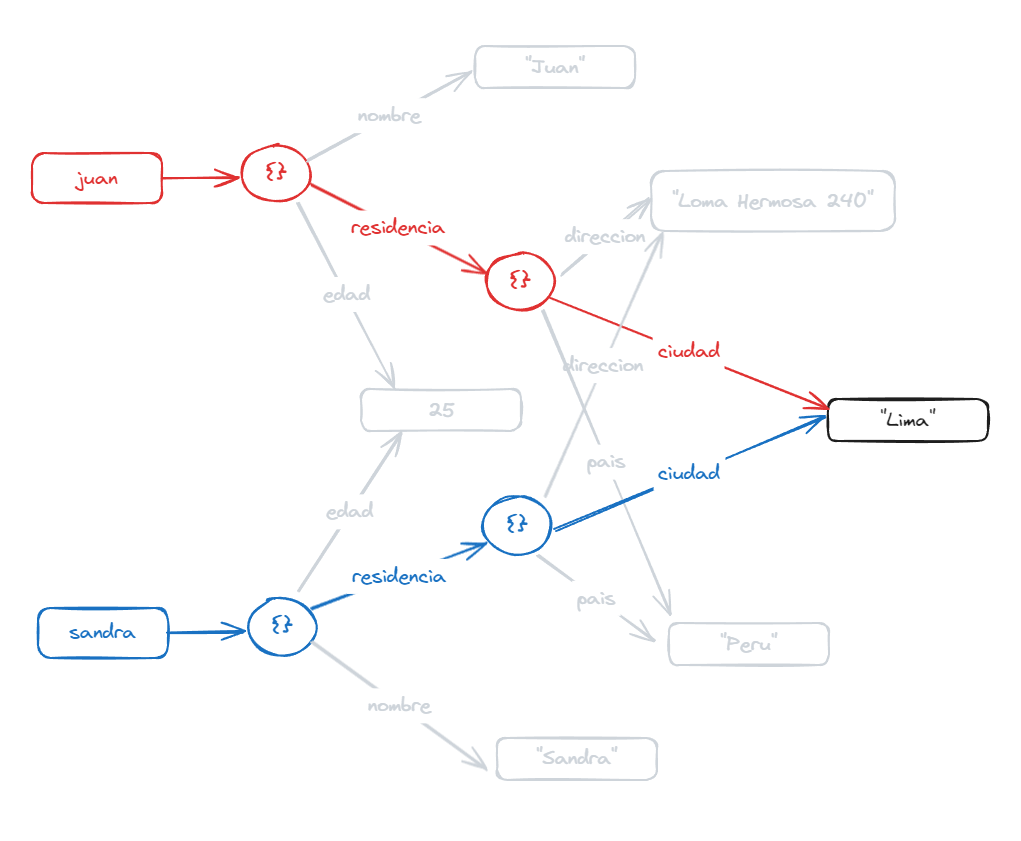 "Juan"
nombre
juan
{}
"Loma Hermosa 240"
residencia
direccion
{}
edad
ciudad
direccion
25
"Lima"
pais
ciudad
edad
{}
residencia
pais
{}
sandra
"Peru"
nombre
"Sandra"